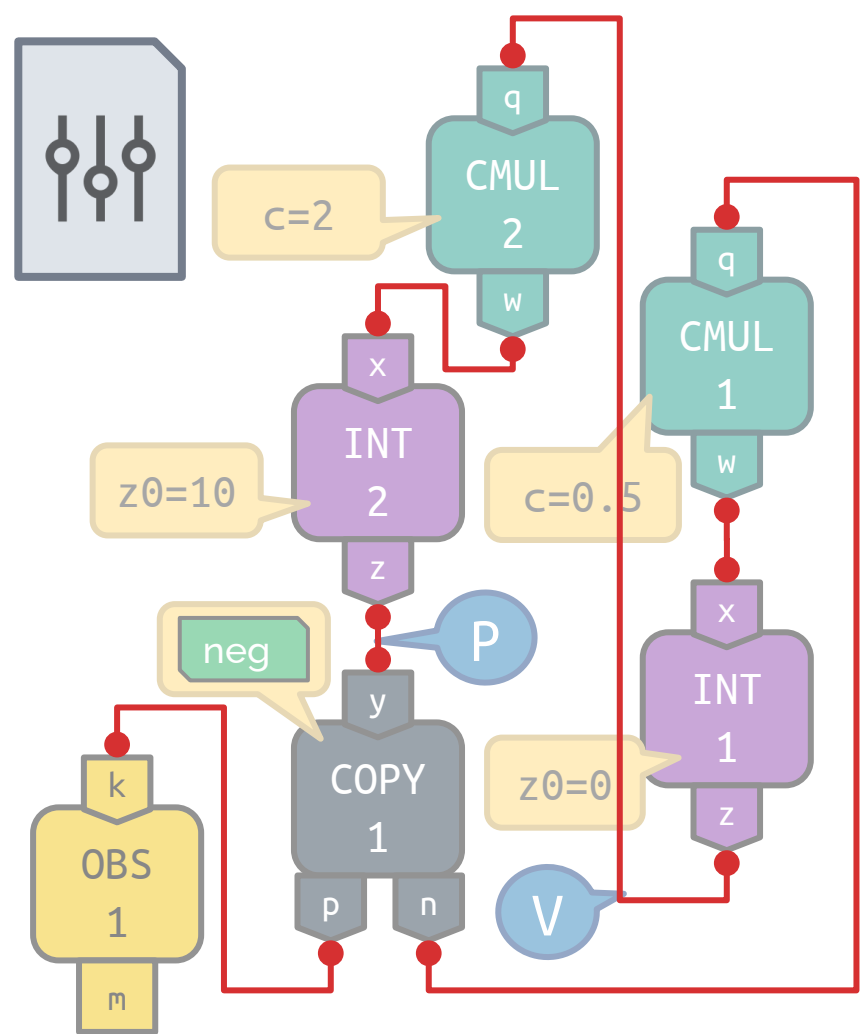 q
CMUL
2
w
c=2
q
CMUL
1
w
c=0.5
x
INT
2
z
z0=10
P
neg
y
COPY
1
p
n
x
INT
1
z
z0=0
V
k
OBS
1
m